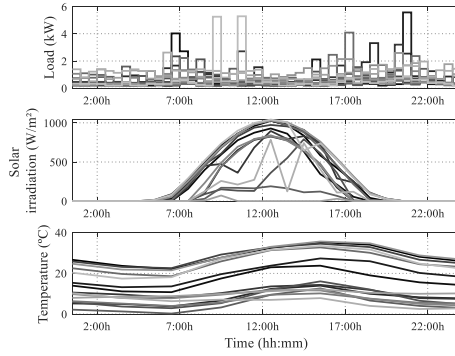 6
4
2
0
Load (kW)
2:00h 7:00h 12:00h 17:00h 22:00h
1000
500
0
Solar
irradiation (W/m²)
2:00h 7:00h 12:00h 17:00h 22:00h
40
20
0
Temperature (°C)
2:00h 7:00h 12:00h 17:00h 22:00h
Time (hh:mm)